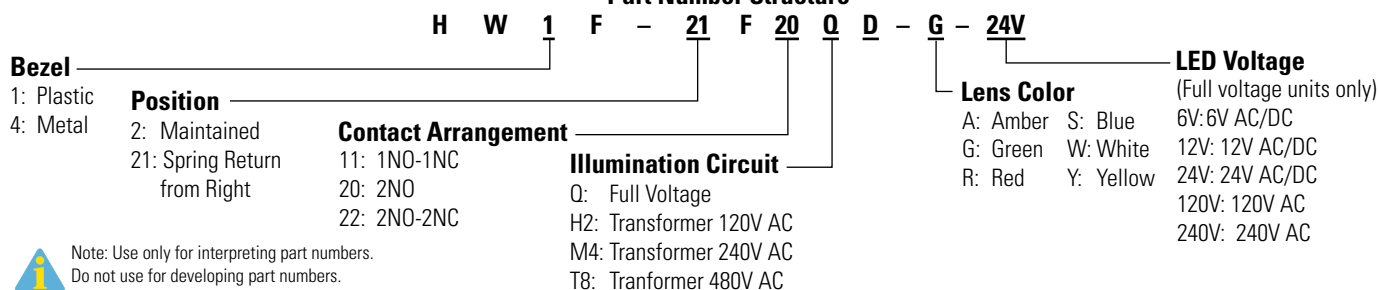 H W 1 F – 21 F 20 Q D – G – 24V
Bezel
1: Plastic
4: Metal
Position
2: Maintained
21: Spring Return
from Right
Contact Arrangement
11: 1NO-1NC
20: 2NO
22: 2NO-2NC
Illumination Circuit
Q: Full Voltage
H2: Transformer 120V AC
M4: Transformer 240V AC
T8: Tranformer 480V AC
Lens Color
A: Amber S: Blue
G: Green W: White
R: Red Y: Yellow
LED Voltage
(Full voltage units only)
6V: 6V AC/DC
12V: 12V AC/DC
24V: 24V AC/DC
120V: 120V AC
240V: 240V AC
Note: Use only for interpreting part numbers.
Do not use for developing part numbers.